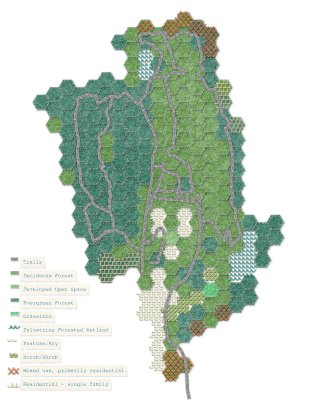 Trails
Deciduous Forest
Developed Open Space
Evergreen Forest
Grassland
Palustrine Forested Wetland
Pasture/Hay
Scrub/Shrub
Mixed use, primarily residential
Residential - single family